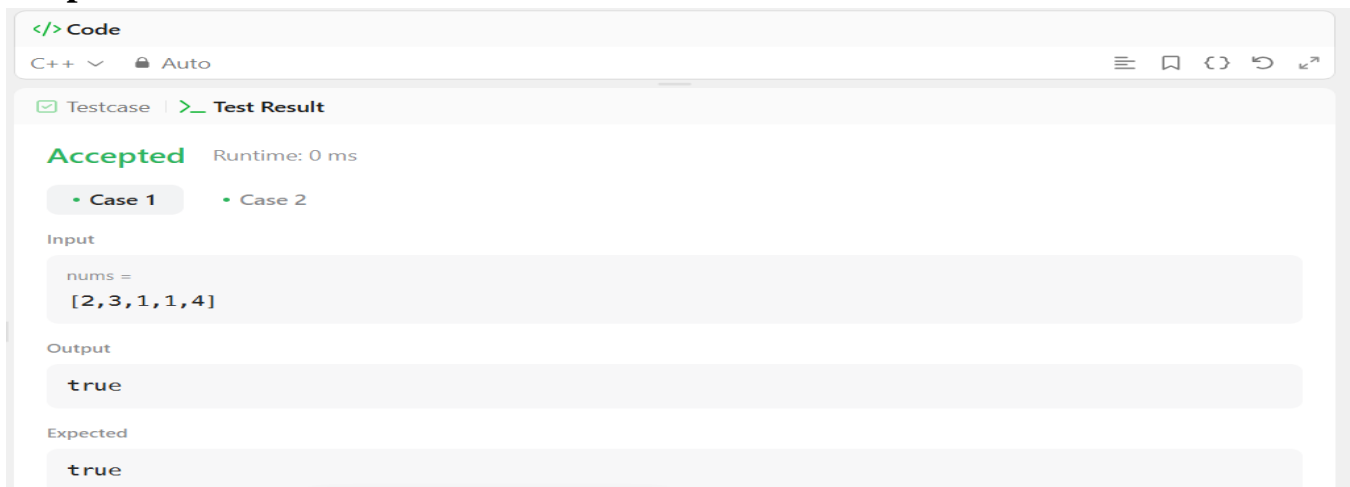 </> Code
C++ Auto
Testcase >_ Test Result
Accepted Runtime: 0 ms
• Case 1 • Case 2
Input
nums =
[2,3,1,1,4]
Output
true
Expected
true